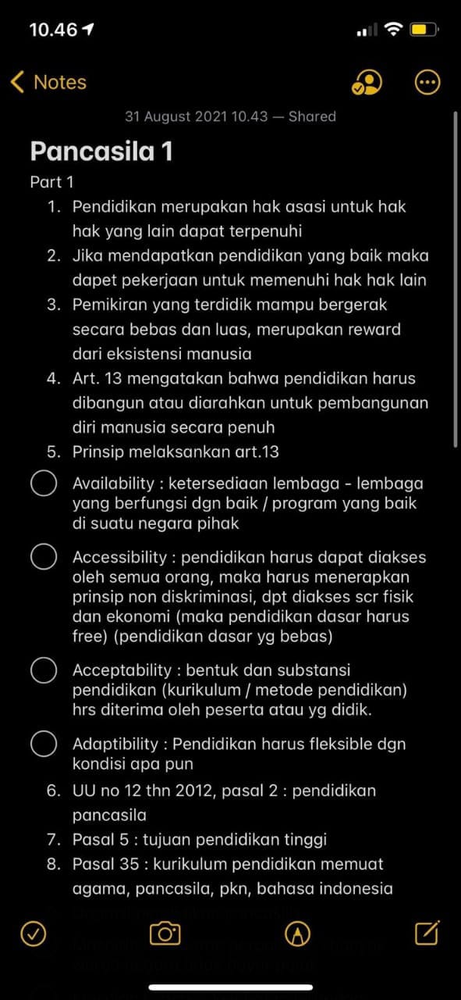 10.46
Notes
31 August 2021 10.43 — Shared
Pancasila 1
Part 1
1. Pendidikan merupakan hak asasi untuk hak
hak yang lain dapat terpenuhi
2. Jika mendapatkan pendidikan yang baik maka
dapet pekerjaan untuk memenuhi hak hak lain
3. Pemikiran yang terdidik mampu bergerak
secara bebas dan luas, merupakan reward
dari eksistensi manusia
4. Art. 13 mengatakan bahwa pendidikan harus
dibangun atau diarahkan untuk pembangunan
diri manusia secara penuh
5. Prinsip melaksankan art.13
Availability : ketersediaan lembaga - lembaga
yang berfungsi dgn baik / program yang baik
di suatu negara pihak
Accessibility : pendidikan harus dapat diakses
oleh semua orang, maka harus menerapkan
prinsip non diskriminasi, dpt diakses scr fisik
dan ekonomi (maka pendidikan dasar harus
free) (pendidikan dasar yg bebas)
Acceptability : bentuk dan substansi
pendidikan (kurikulum / metode pendidikan)
hrs diterima oleh peserta atau yg didik.
Adaptibility : Pendidikan harus fleksible dgn
kondisi apa pun
6. UU no 12 thn 2012, pasal 2 : pendidikan
pancasila
7. Pasal 5 : tujuan pendidikan tinggi
8. Pasal 35 : kurikulum pendidikan memuat
agama, pancasila, pkn, bahasa indonesia